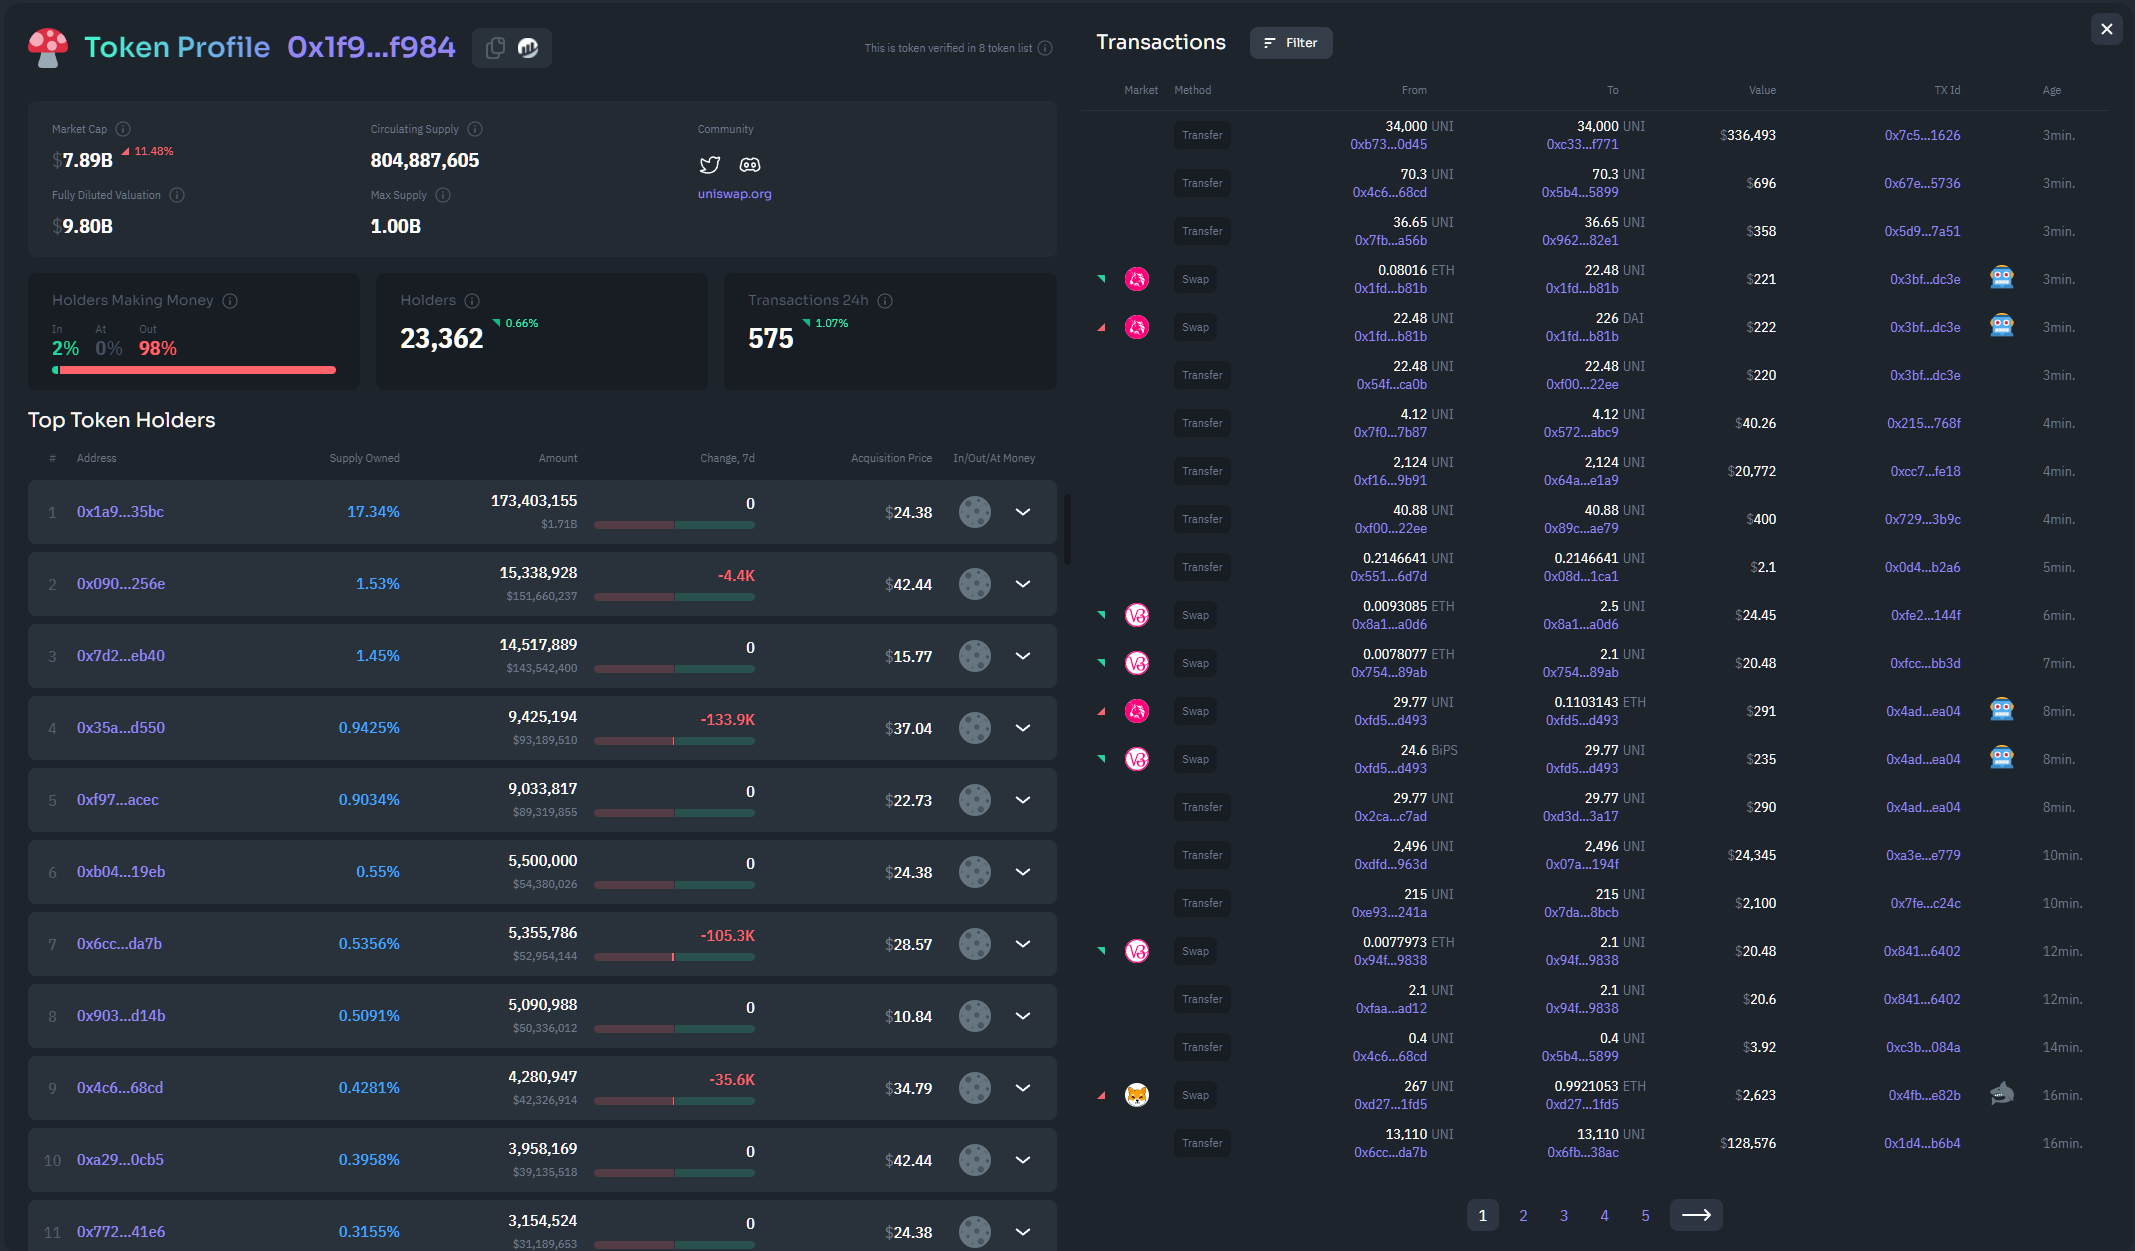 Token Profile 0x1f9...f984
This is token verified in 8 token list
Market Cap
$7.89B 11.48%
Circulating Supply
804,887,605
Community
Fully Diluted Valuation
$9.80B
Max Supply
1.00B
uniswap.org
Holders Making Money
In At Out
2% 0% 98%
Holders
23,362 0.66%
Transactions 24h
575 1.07%
Top Token Holders
# Address Supply Owned Amount Change, 7d Acquisition Price In/Out/At Money
1 0x1a9...35bc 17.34% 173,403,155 0 $24.38
$1.71B
2 0x090...256e 1.53% 15,338,928 -4.4K $42.44
$151,660,237
3 0x7d2...eb40 1.45% 14,517,889 0 $15.77
$143,542,400
4 0x35a...d550 0.9425% 9,425,194 -133.9K $37.04
$93,189,510
5 0xf97...acec 0.9034% 9,033,817 0 $22.73
$89,319,855
6 0xb04...19eb 0.55% 5,500,000 0 $24.38
$54,380,026
7 0x6cc...da7b 0.5356% 5,355,786 -105.3K $28.57
$52,954,144
8 0x903...d14b 0.5091% 5,090,988 0 $10.84
$50,336,012
9 0x4c6...68cd 0.4281% 4,280,947 -35.6K $34.79
$42,326,914
10 0xa29...0cb5 0.3958% 3,958,169 0 $42.44
$39,135,518
11 0x772...41e6 0.3155% 3,154,524 0 $24.38
$31,189,653
Transactions Filter
Market Method From To Value TX Id Age
Transfer 34,000 UNI 34,000 UNI $336,493 0x7c5...1626 3min.
0xb73...0d45 0xc33...f771
Transfer 70.3 UNI 70.3 UNI $696 0x67e...5736 3min.
0x4c6...68cd 0x5b4...5899
Transfer 36.65 UNI 36.65 UNI $358 0x5d9...7a51 3min.
0x7fb...a56b 0x962...82e1
Swap 0.08016 ETH 22.48 UNI $221 0x3bf...dc3e 3min.
0x1fd...b81b 0x1fd...b81b
Swap 22.48 UNI 226 DAI $222 0x3bf...dc3e 3min.
0x1fd...b81b 0x1fd...b81b
Transfer 22.48 UNI 22.48 UNI $220 0x3bf...dc3e 3min.
0x54f...ca0b 0xf00...22ee
Transfer 4.12 UNI 4.12 UNI $40.26 0x215...768f 4min.
0x7f0...7b87 0x572...abc9
Transfer 2,124 UNI 2,124 UNI $20,772 0xcc7...fe18 4min.
0xf16...9b91 0x64a...e1a9
Transfer 40.88 UNI 40.88 UNI $400 0x729...3b9c 4min.
0xf00...22ee 0x89c...ae79
Transfer 0.2146641 UNI 0.2146641 UNI $2.1 0x0d4...b2a6 5min.
0x551...6d7d 0x08d...1ca1
Swap 0.0093085 ETH 2.5 UNI $24.45 0xfe2...144f 6min.
0x8a1...a0d6 0x8a1...a0d6
Swap 0.0078077 ETH 2.1 UNI $20.48 0xfcc...bb3d 7min.
0x754...89ab 0x754...89ab
Swap 29.77 UNI 0.1103143 ETH $291 0x4ad...ea04 8min.
0xfd5...d493 0xfd5...d493
Swap 24.6 BiPS 29.77 UNI $235 0x4ad...ea04 8min.
0xfd5...d493 0xfd5...d493
Transfer 29.77 UNI 29.77 UNI $290 0x4ad...ea04 8min.
0x2ca...c7ad 0xd3d...3a17
Transfer 2,496 UNI 2,496 UNI $24,345 0xa3e...e779 10min.
0xdfd...963d 0x07a...194f
Transfer 215 UNI 215 UNI $2,100 0x7fe...c24c 10min.
0xe93...241a 0x7da...8bcb
Swap 0.0077973 ETH 2.1 UNI $20.48 0x841...6402 12min.
0x94f...9838 0x94f...9838
Transfer 2.1 UNI 2.1 UNI $20.6 0x841...6402 12min.
0xfaa...ad12 0x94f...9838
Transfer 0.4 UNI 0.4 UNI $3.92 0xc3b...084a 14min.
0x4c6...68cd 0x5b4...5899
Swap 267 UNI 0.9921053 ETH $2,623 0x4fb...e82b 16min.
0xd27...1fd5 0xd27...1fd5
Transfer 13,110 UNI 13,110 UNI $128,576 0x1d4...b6b4 16min.
0x6cc...da7b 0x6fb...38ac
1 2 3 4 5